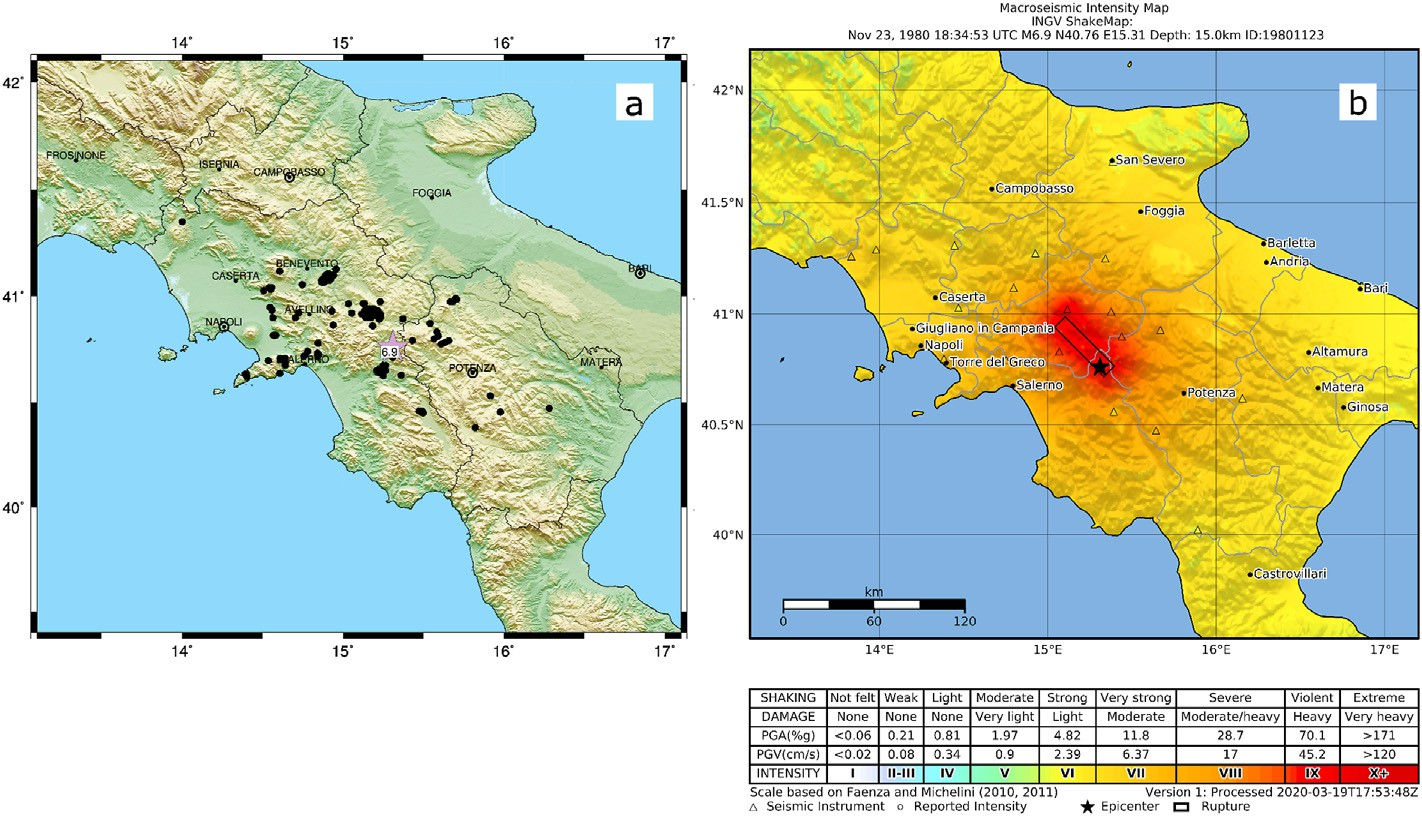 Macroseismic Intensity Map
INGV ShakeMap:
Nov 23, 1980 18:34:53 UTC M6.9 N40.76 E15.31 Depth: 15.0km ID:19801123
14° 15° 16° 17°
42°
41°
40°
14° 15° 16° 17°
a
FROSINONE
ISERNIA
CAMPOBASSO
FOGGIA
BENEVENTO
CASERTA
BARI
AVELLINO
NAPOLI
6.9
SALERNO
POTENZA
MATERA
b
42°N
41.5°N
41°N
40.5°N
40°N
San Severo
Campobasso
Foggia
Barletta
Andria
Bari
Caserta
Giugliano in Campania
Napoli
Torre del Greco
Salerno
Altamura
Matera
Potenza
Ginosa
Castrovillari
km
0 60 120
14°E 15°E 16°E 17°E
SHAKING Not felt Weak Light Moderate Strong Very strong Severe Violent Extreme
DAMAGE None None None Very light Light Moderate Moderate/heavy Heavy Very heavy
PGA(%g) <0.06 0.21 0.81 1.97 4.82 11.8 28.7 70.1 >171
PGV(cm/s) <0.02 0.08 0.34 0.9 2.39 6.37 17 45.2 >120
INTENSITY I II-III IV V VI VII VIII IX X+
Scale based on Faenza and Michelini (2010, 2011) Version 1: Processed 2020-03-19T17:53:48Z
Seismic Instrument Reported Intensity Epicenter Rupture